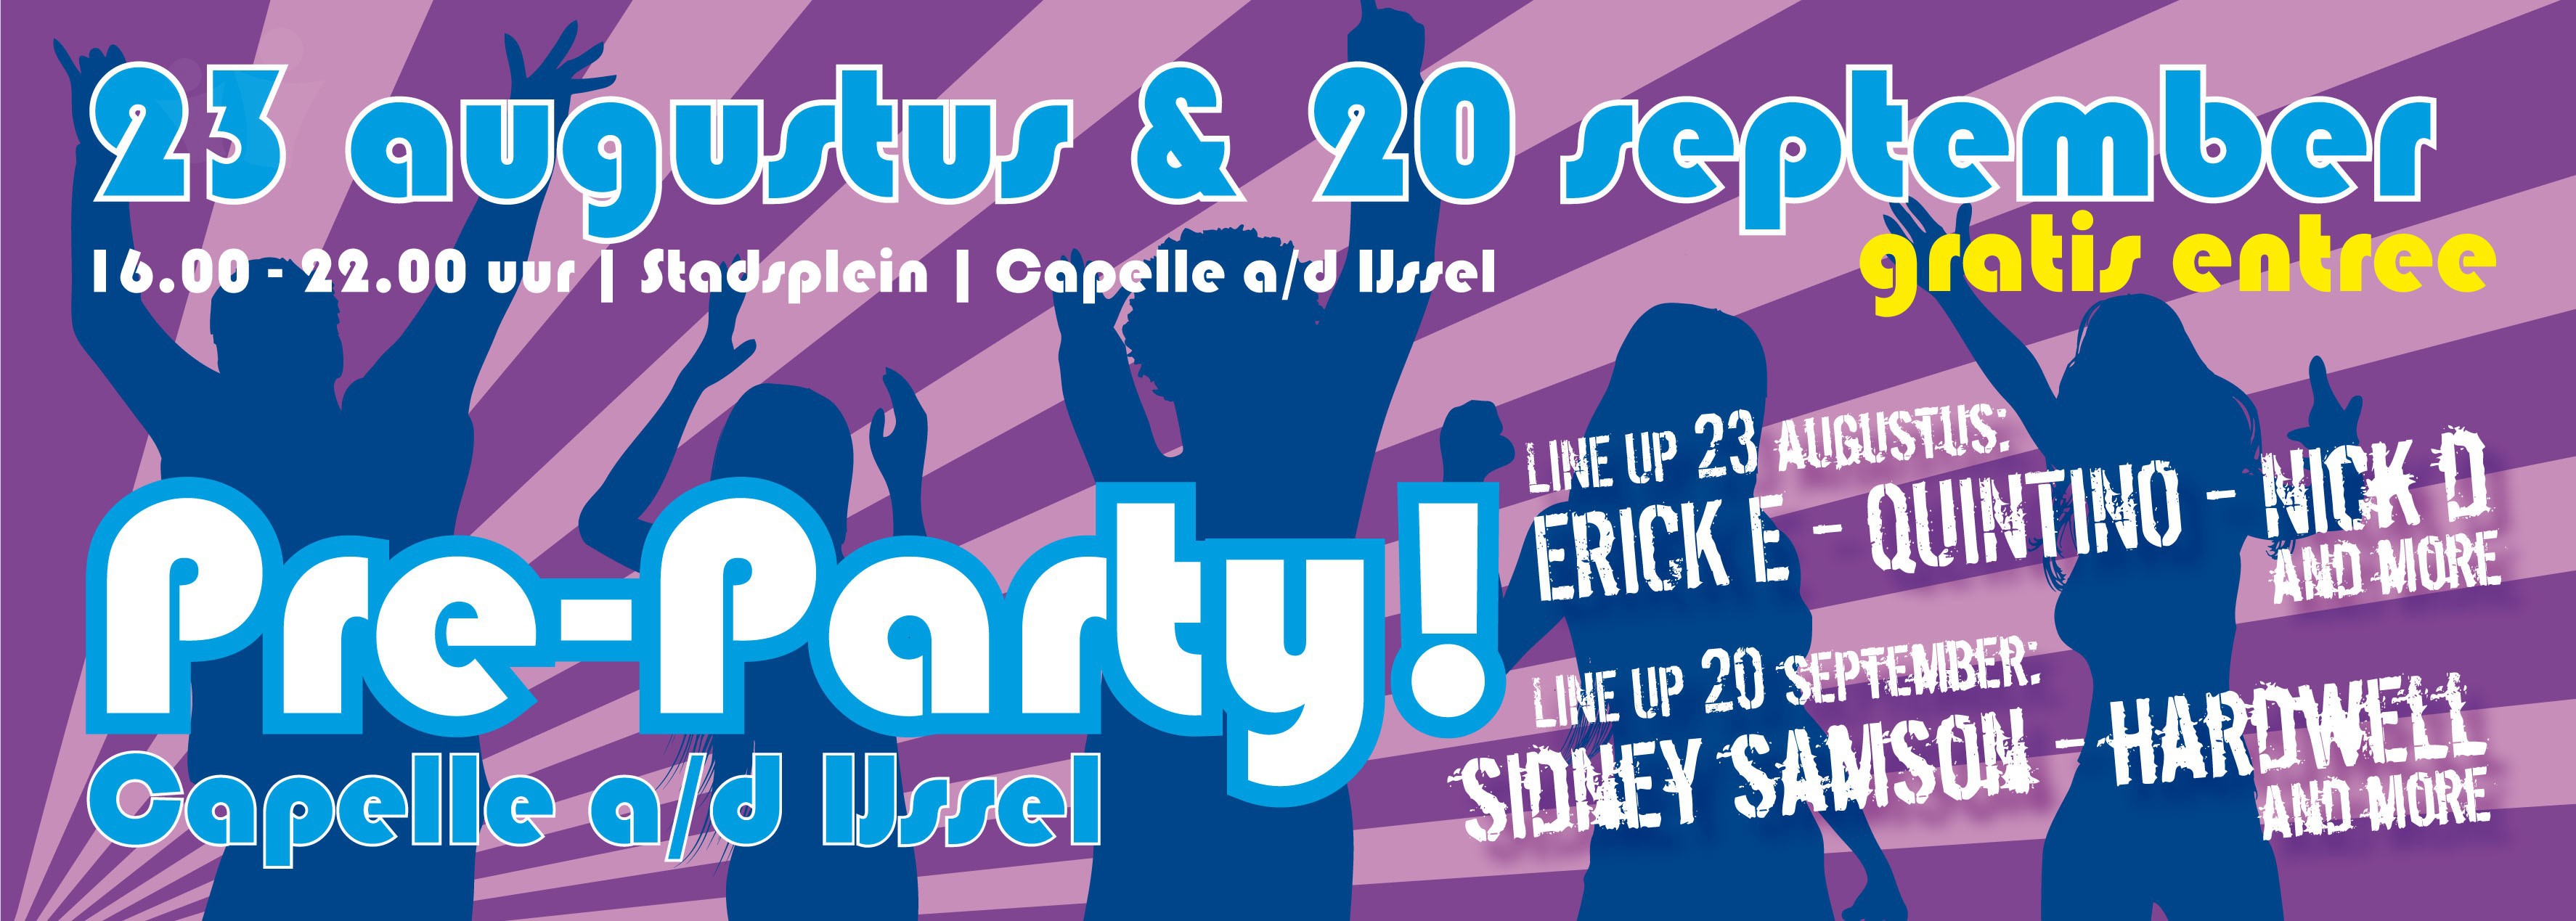 23 augustus & 20 september
gratis entree
16.00 - 22.00 uur | Stadsplein | Capelle a/d IJssel
Pre-Party!
Capelle a/d IJssel
LINE UP 23 AUGUSTUS:
ERICK E - QUINTINO - NICK D
AND MORE
LINE UP 20 SEPTEMBER:
SIDNEY SAMSON - HARDWELL
AND MORE